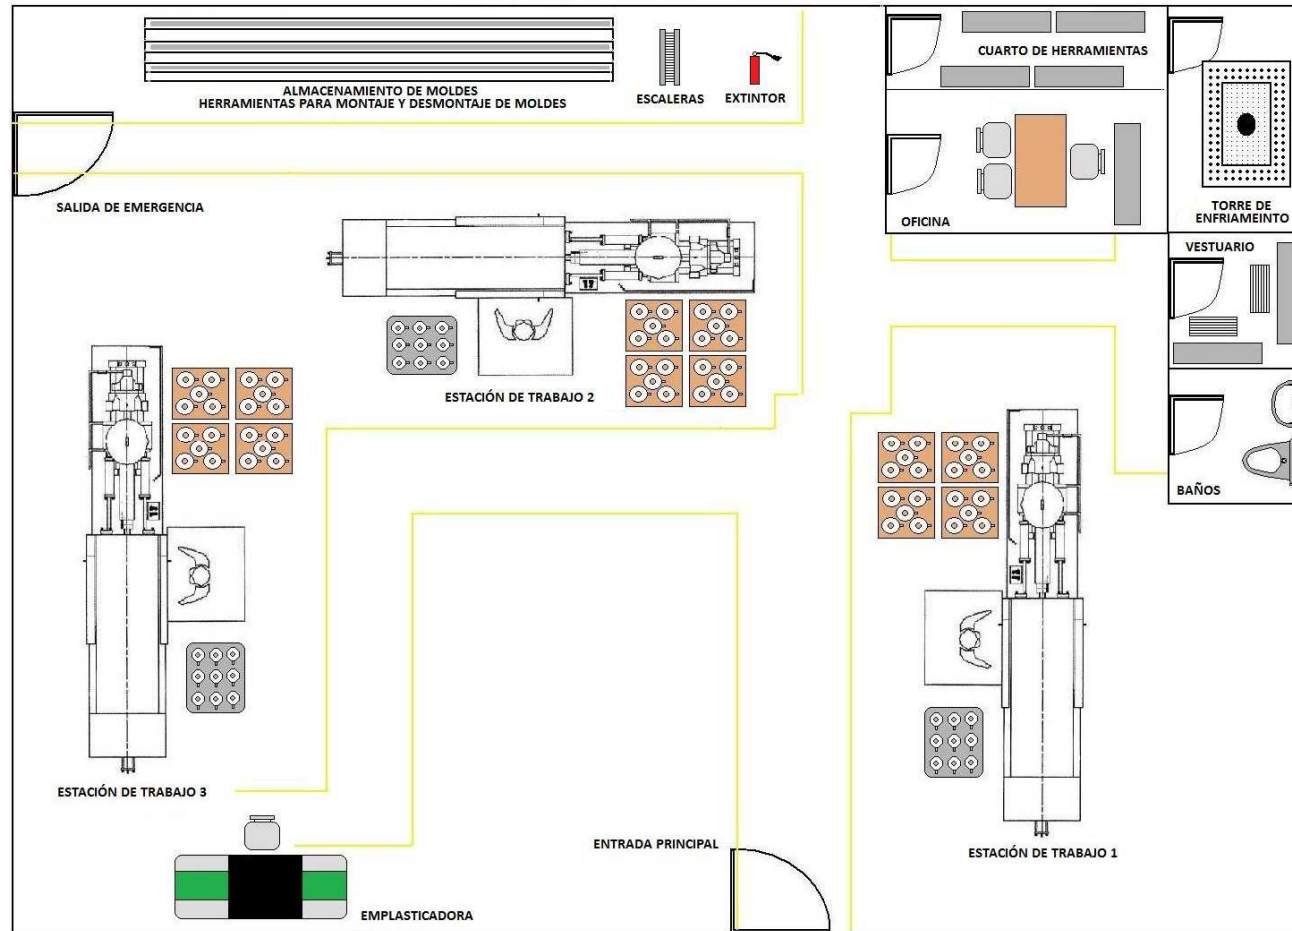 CUARTO DE HERRAMIENTAS
ALMACENAMIENTO DE MOLDES
HERRAMIENTAS PARA MONTAJE Y DESMONTAJE DE MOLDES
ESCALERAS
EXTINTOR
SALIDA DE EMERGENCIA
OFICINA
TORRE DE
ENFRIAMEINTO
VESTUARIO
ESTACIÓN DE TRABAJO 2
BAÑOS
ESTACIÓN DE TRABAJO 3
ENTRADA PRINCIPAL
ESTACIÓN DE TRABAJO 1
EMPLASTICADORA